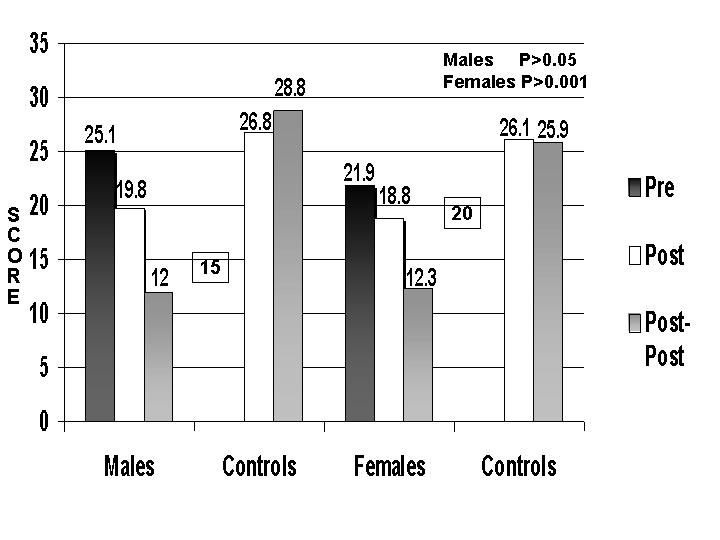 35
30
25
20
15
10
5
0
SCORE
Males P>0.05
Females P>0.001
25.1
19.8
12
15
26.8
28.8
21.9
18.8
12.3
20
26.1
25.9
Males
Controls
Females
Controls
Pre
Post
Post-
Post